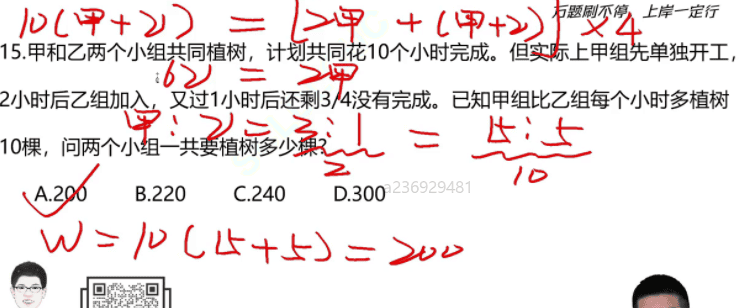 10(甲+乙) = [2甲 + (甲+乙)] × 4
万题刷不停，上岸一定行
15.甲和乙两个小组共同植树，计划共同花10个小时完成。但实际上甲组先单独开工，
6乙 = 2甲
2小时后乙组加入，又过1小时后还剩3/4没有完成。已知甲组比乙组每个小时多植树
甲:乙 = 3:1 = 15:5
2 10
10棵，问两个小组一共要植树多少棵?
a236929481
A.200 B.220 C.240 D.300
W = 10(15+5) = 200